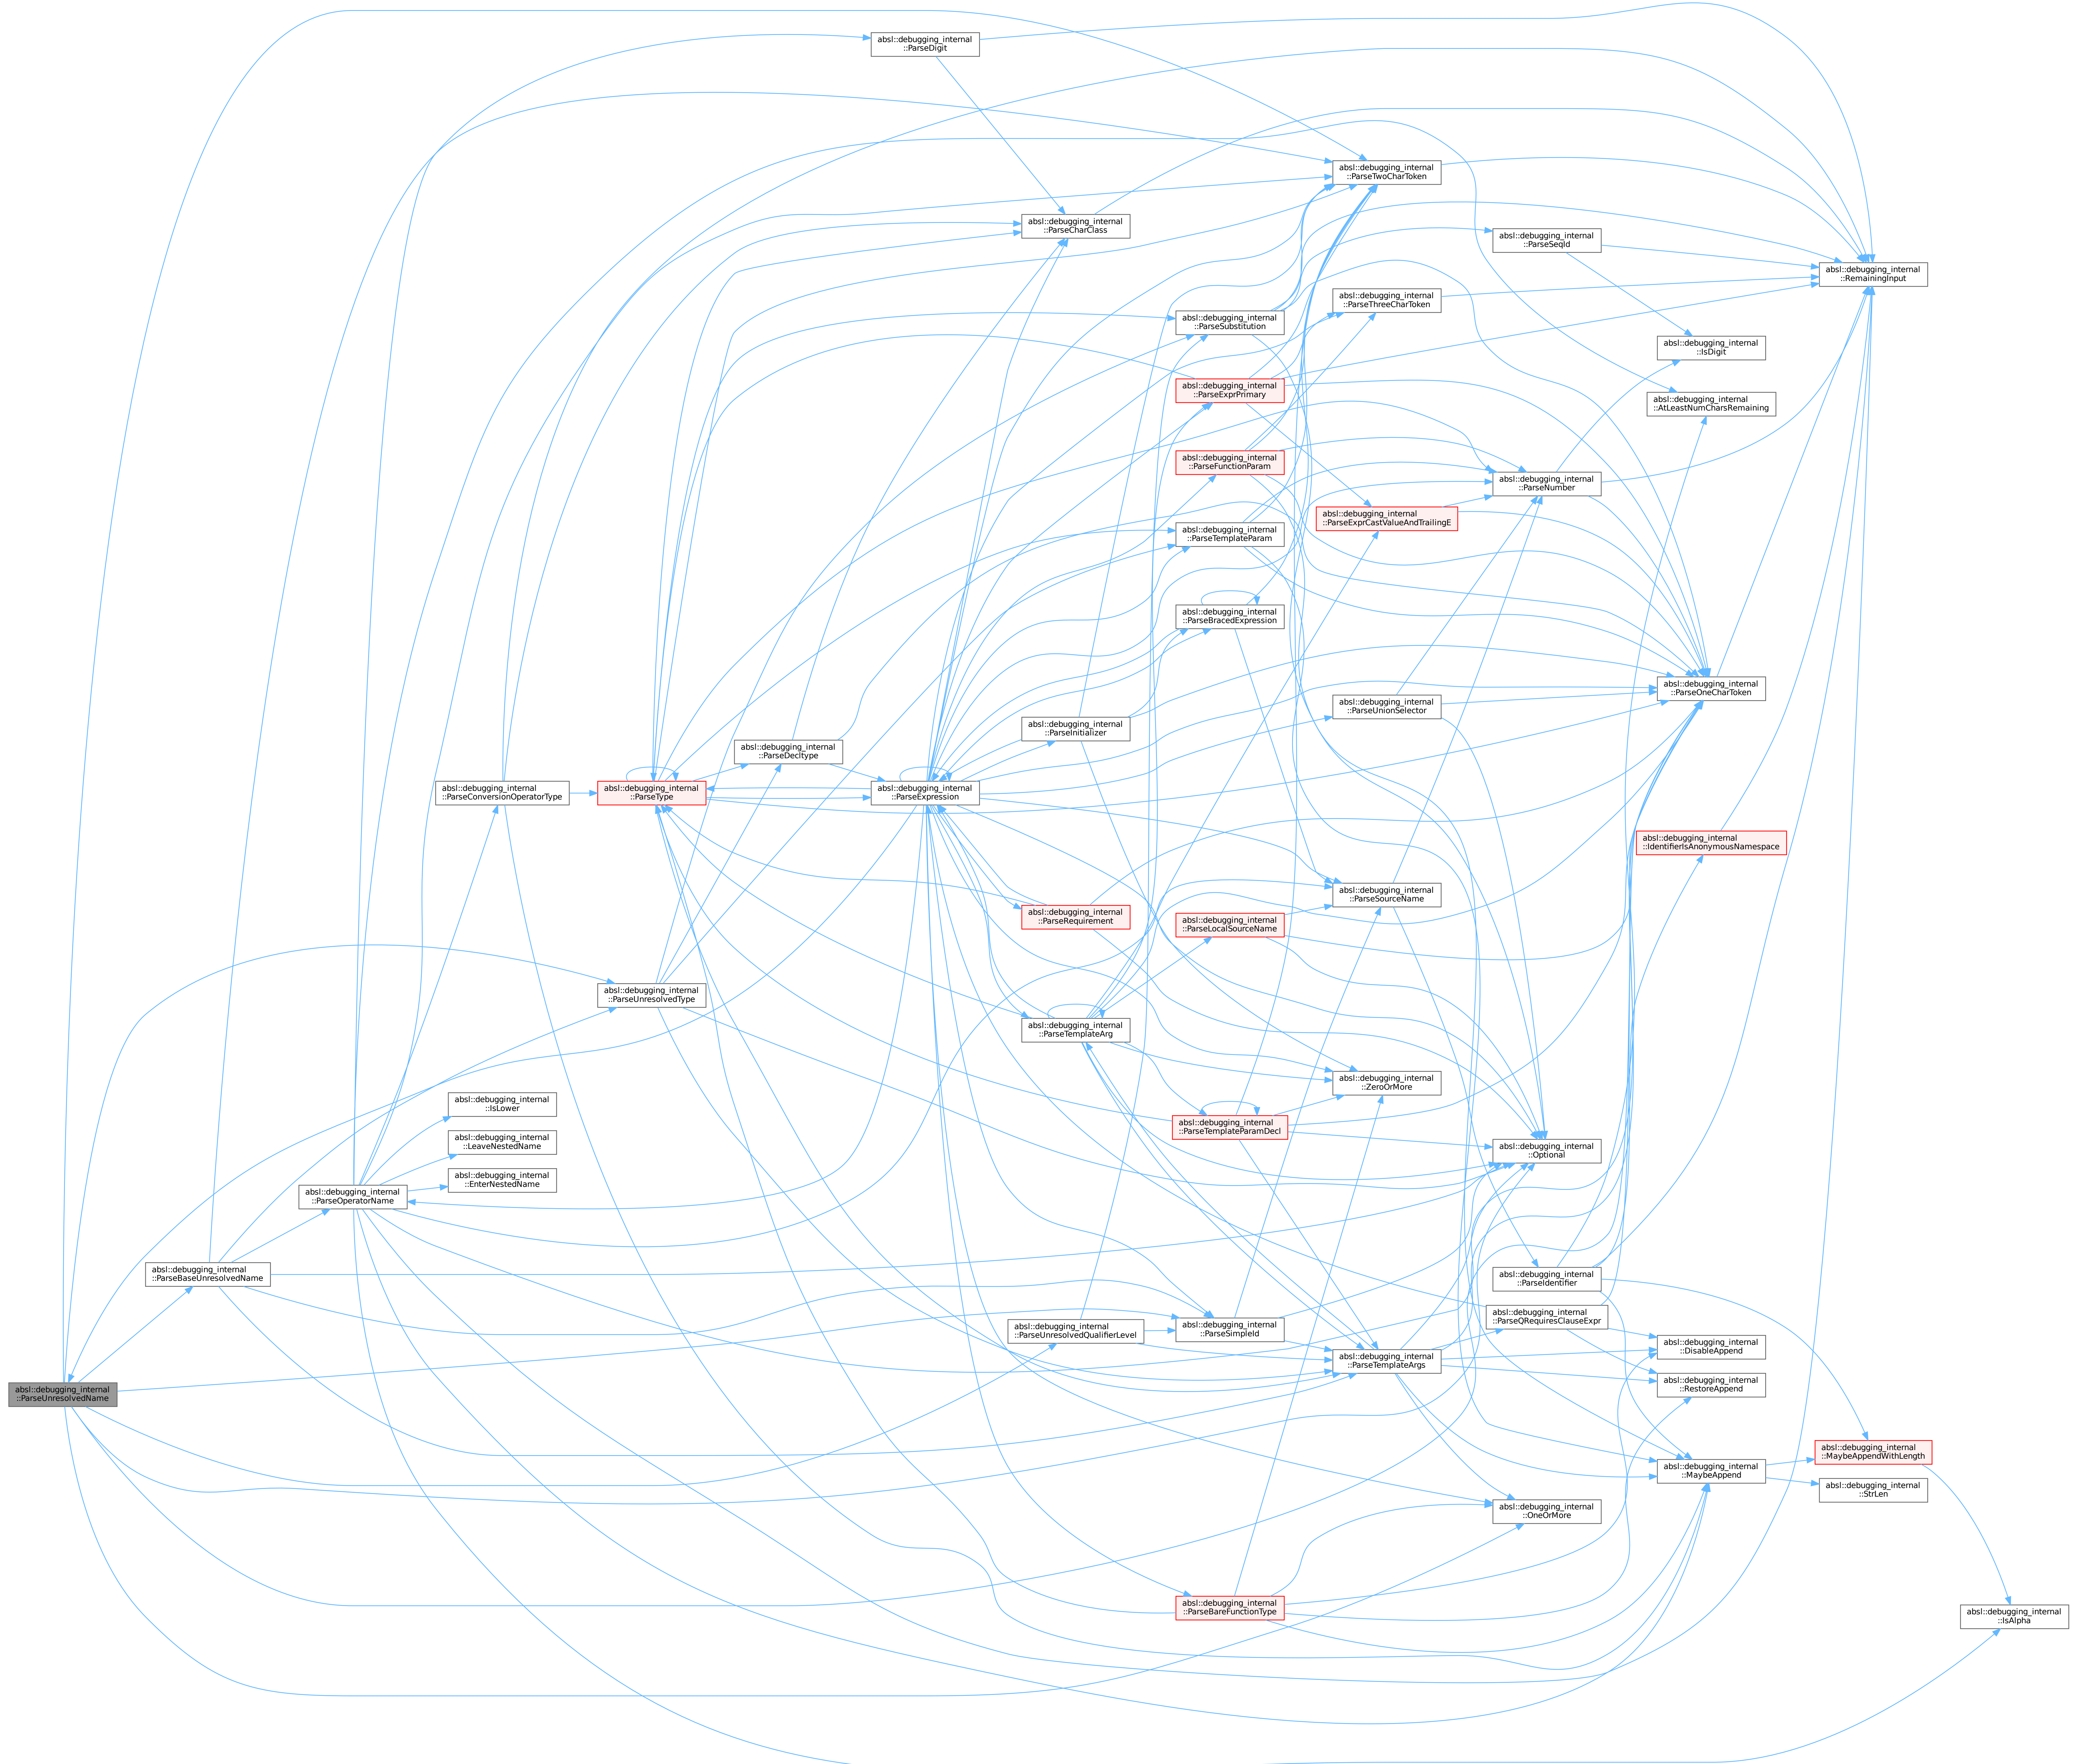 absl::debugging_internal
::ParseUnresolvedName
absl::debugging_internal
::ParseBaseUnresolvedName
absl::debugging_internal
::ParseOperatorName
absl::debugging_internal
::ParseConversionOperatorType
absl::debugging_internal
::IsLower
absl::debugging_internal
::LeaveNestedName
absl::debugging_internal
::EnterNestedName
absl::debugging_internal
::ParseType
absl::debugging_internal
::ParseUnresolvedType
absl::debugging_internal
::ParseDecltype
absl::debugging_internal
::ParseDigit
absl::debugging_internal
::ParseExpression
absl::debugging_internal
::ParseCharClass
absl::debugging_internal
::ParseRequirement
absl::debugging_internal
::ParseTemplateArg
absl::debugging_internal
::ParseUnresolvedQualifierLevel
absl::debugging_internal
::ParseSubstitution
absl::debugging_internal
::ParseExprPrimary
absl::debugging_internal
::ParseFunctionParam
absl::debugging_internal
::ParseTemplateParam
absl::debugging_internal
::ParseBracedExpression
absl::debugging_internal
::ParseInitializer
absl::debugging_internal
::ParseLocalSourceName
absl::debugging_internal
::ParseTemplateParamDecl
absl::debugging_internal
::ParseSimpleId
absl::debugging_internal
::ParseBareFunctionType
absl::debugging_internal
::ParseTwoCharToken
absl::debugging_internal
::ParseThreeCharToken
absl::debugging_internal
::ParseExprCastValueAndTrailingE
absl::debugging_internal
::ParseUnionSelector
absl::debugging_internal
::ParseSourceName
absl::debugging_internal
::ZeroOrMore
absl::debugging_internal
::ParseTemplateArgs
absl::debugging_internal
::ParseSeqId
absl::debugging_internal
::ParseNumber
absl::debugging_internal
::Optional
absl::debugging_internal
::ParseIdentifier
absl::debugging_internal
::ParseQRequiresClauseExpr
absl::debugging_internal
::OneOrMore
absl::debugging_internal
::IsDigit
absl::debugging_internal
::AtLeastNumCharsRemaining
absl::debugging_internal
::ParseOneCharToken
absl::debugging_internal
::IdentifierIsAnonymousNamespace
absl::debugging_internal
::DisableAppend
absl::debugging_internal
::RestoreAppend
absl::debugging_internal
::MaybeAppend
absl::debugging_internal
::RemainingInput
absl::debugging_internal
::MaybeAppendWithLength
absl::debugging_internal
::StrLen
absl::debugging_internal
::IsAlpha